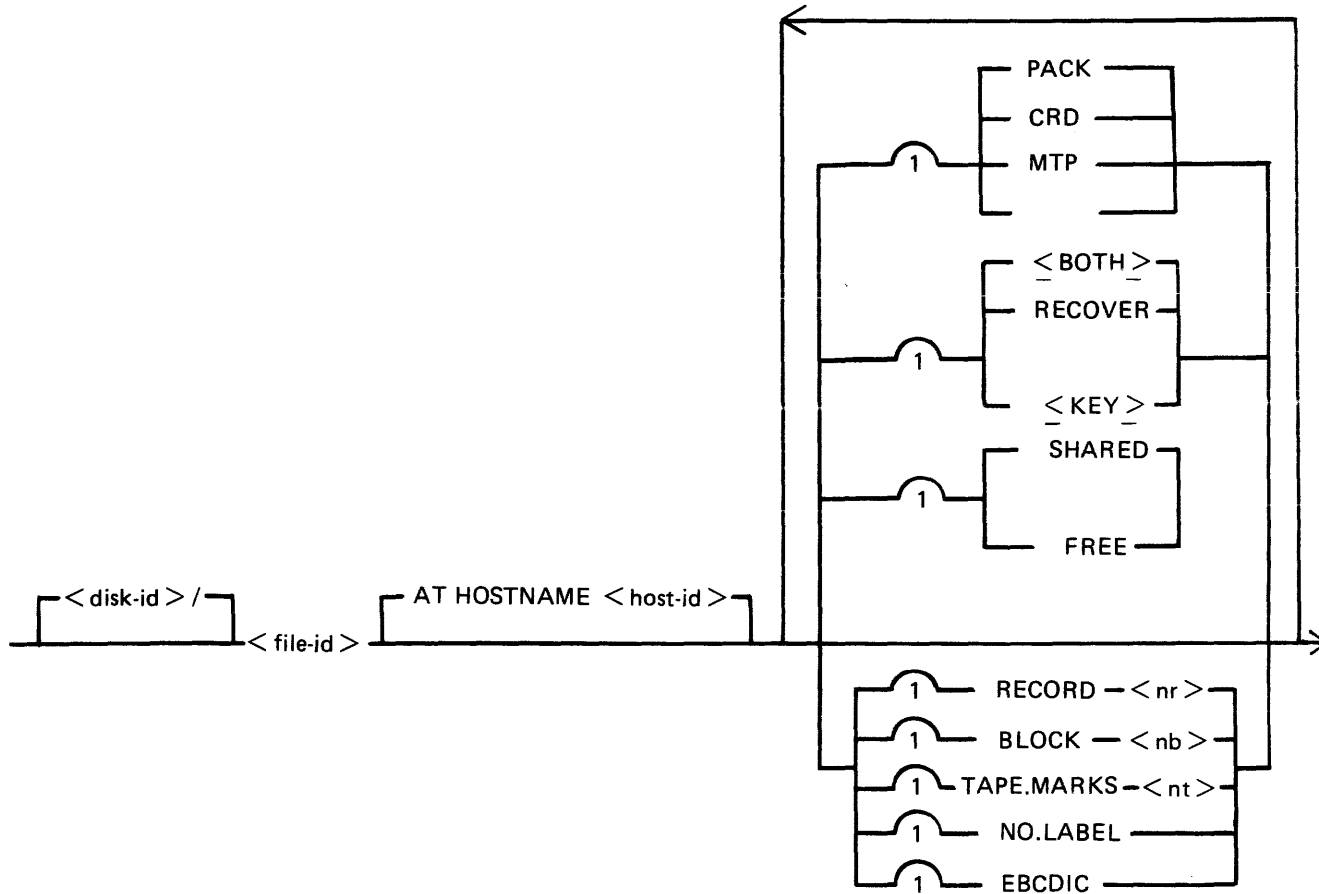 PACK
CRD
1
MTP
<BOTH>
RECOVER
1
<KEY>
SHARED
1
FREE
<disk-id> /
AT HOSTNAME <host-id>
<file-id>
1 RECORD <nr>
1 BLOCK <nb>
1 TAPE.MARKS <nt>
1 NO.LABEL
1 EBCDIC